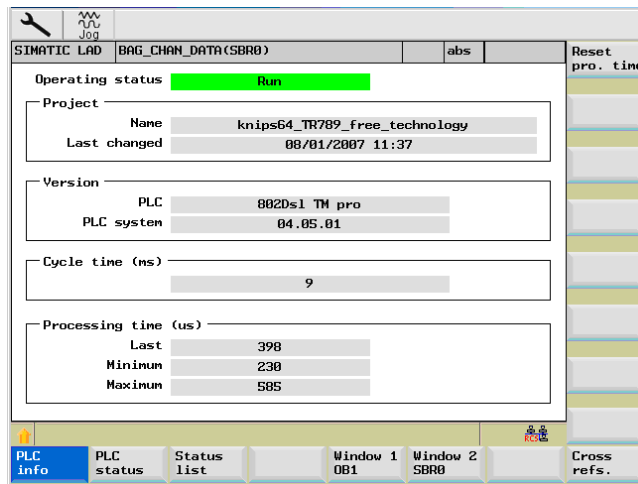 Jog
SIMATIC LAD BAG_CHAN_DATA(SBR0) abs
Reset
pro. time
Operating status Run
Project
Name knips64_TR789_free_technology
Last changed 08/01/2007 11:37
Version
PLC 802Dsl TM pro
PLC system 04.05.01
Cycle time (ms)
9
Processing time (us)
Last 398
Minimum 230
Maximum 585
RCS
PLC info
PLC status
Status list
Window 1 OB1
Window 2 SBR0
Cross refs.